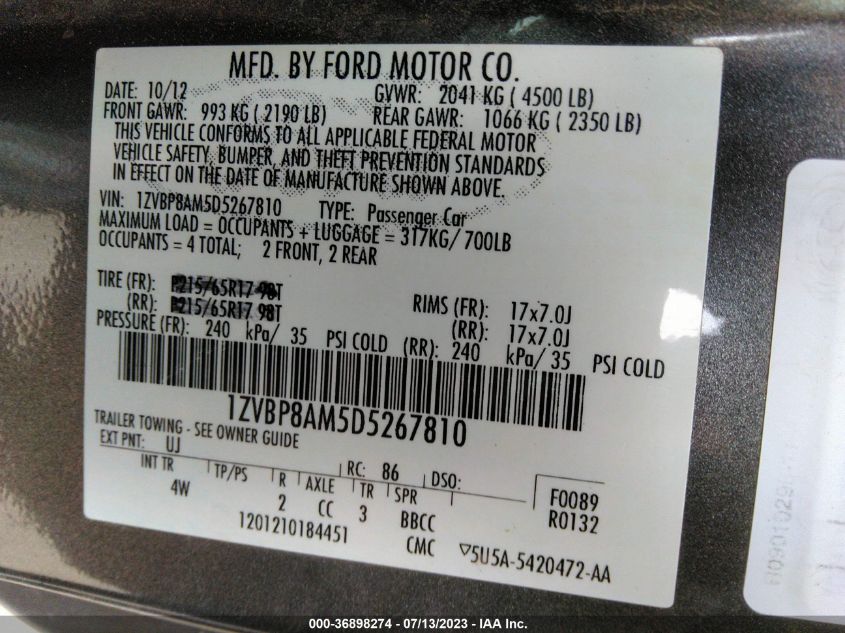 MFD. BY FORD MOTOR CO.
DATE: 10/12 GVWR: 2041 KG ( 4500 LB)
FRONT GAWR: 993 KG ( 2190 LB) REAR GAWR: 1066 KG ( 2350 LB)
THIS VEHICLE CONFORMS TO ALL APPLICABLE FEDERAL MOTOR
VEHICLE SAFETY, BUMPER, AND THEFT PREVENTION STANDARDS
IN EFFECT ON THE DATE OF MANUFACTURE SHOWN ABOVE.
VIN: 1ZVBP8AM5D5267810 TYPE: Passenger Car
MAXIMUM LOAD = OCCUPANTS + LUGGAGE = 317KG/ 700LB
OCCUPANTS = 4 TOTAL; 2 FRONT, 2 REAR
TIRE (FR): P215/65R17 98T RIMS (FR): 17x7.0J
(RR): P215/65R17 98T (RR): 17x7.0J
PRESSURE (FR): 240 kPa/ 35 PSI COLD (RR): 240 kPa/ 35 PSI COLD
1ZVBP8AM5D5267810
TRAILER TOWING - SEE OWNER GUIDE
EXT PNT: UJ RC: 86 DSO:
INT TR TP/PS R AXLE TR SPR F0089
4W 2 CC 3 BBCC R0132
1201210184451 CMC ▽5U5A-5420472-AA
000-36898274 - 07/13/2023 - IAA Inc.